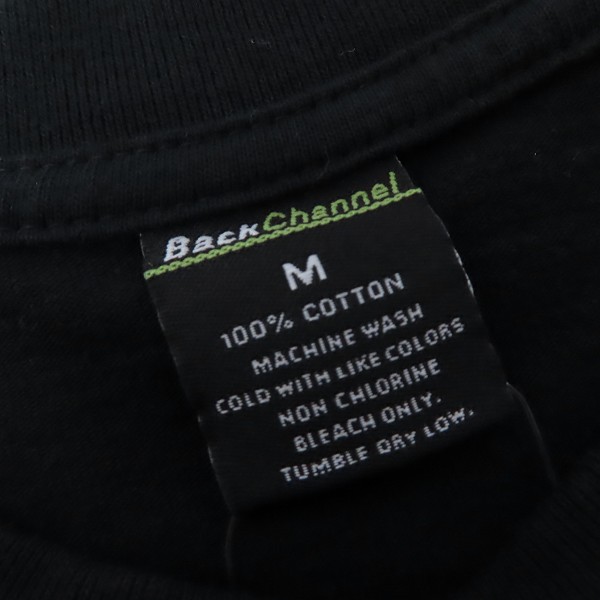 BackChannel
M
100% COTTON
MACHINE WASH
COLD WITH LIKE COLORS
NON CHLORINE
BLEACH ONLY.
TUMBLE DRY LOW.